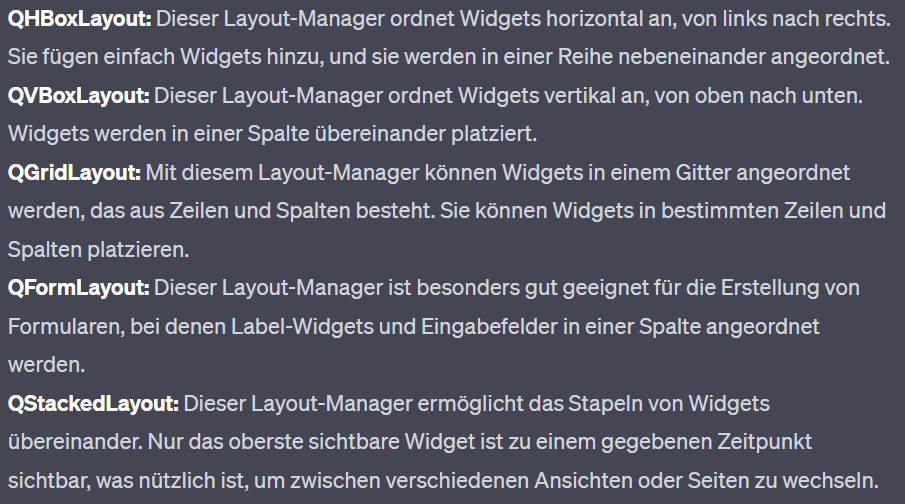 QHBoxLayout: Dieser Layout-Manager ordnet Widgets horizontal an, von links nach rechts.
Sie fügen einfach Widgets hinzu, und sie werden in einer Reihe nebeneinander angeordnet.
QVBoxLayout: Dieser Layout-Manager ordnet Widgets vertikal an, von oben nach unten.
Widgets werden in einer Spalte übereinander platziert.
QGridLayout: Mit diesem Layout-Manager können Widgets in einem Gitter angeordnet
werden, das aus Zeilen und Spalten besteht. Sie können Widgets in bestimmten Zeilen und
Spalten platzieren.
QFormLayout: Dieser Layout-Manager ist besonders gut geeignet für die Erstellung von
Formularen, bei denen Label-Widgets und Eingabefelder in einer Spalte angeordnet
werden.
QStackedLayout: Dieser Layout-Manager ermöglicht das Stapeln von Widgets
übereinander. Nur das oberste sichtbare Widget ist zu einem gegebenen Zeitpunkt
sichtbar, was nützlich ist, um zwischen verschiedenen Ansichten oder Seiten zu wechseln.